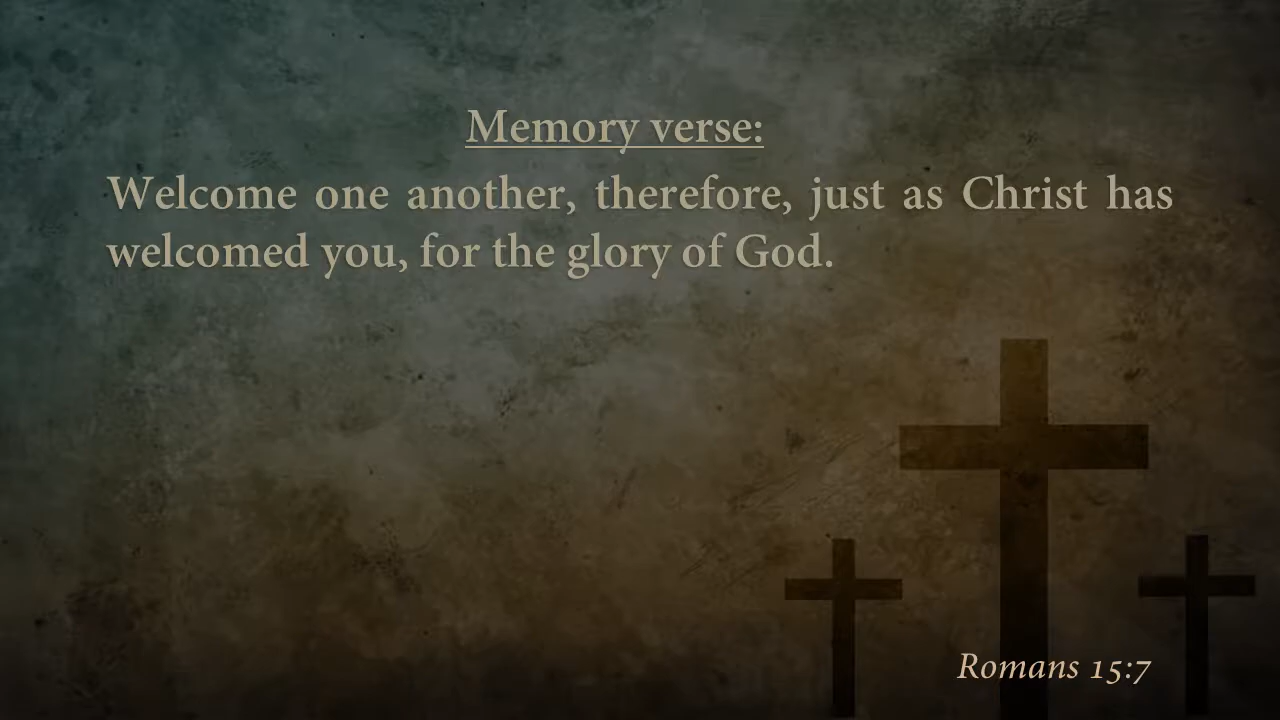 Memory verse:
Welcome one another, therefore, just as Christ has
welcomed you, for the glory of God.
Romans 15:7